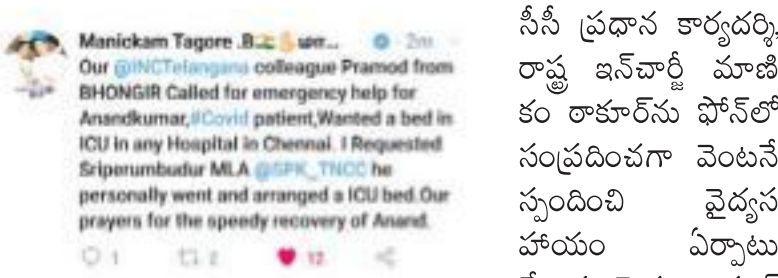 Manickam Tagore .B🇮🇳✋மா... 2m
Our @INCTelangana colleague Pramod from
BHONGIR Called for emergency help for
Anandkumar,#Covid patient,Wanted a bed in
ICU in any Hospital in Chennai. I Requested
Sriperumbudur MLA @SPK_TNCC he
personally went and arranged a ICU bed.Our
prayers for the speedy recovery of Anand.
1 2 12
సీసీ ప్రధాన కార్యదర్శి,
రాష్ట్ర ఇన్‌చార్జీ మాణి
కం ఠాకూర్‌ను ఫోన్‌లో
సంప్రదించగా వెంటనే
స్పందించి వైద్యస
హాయం ఏర్పాటు